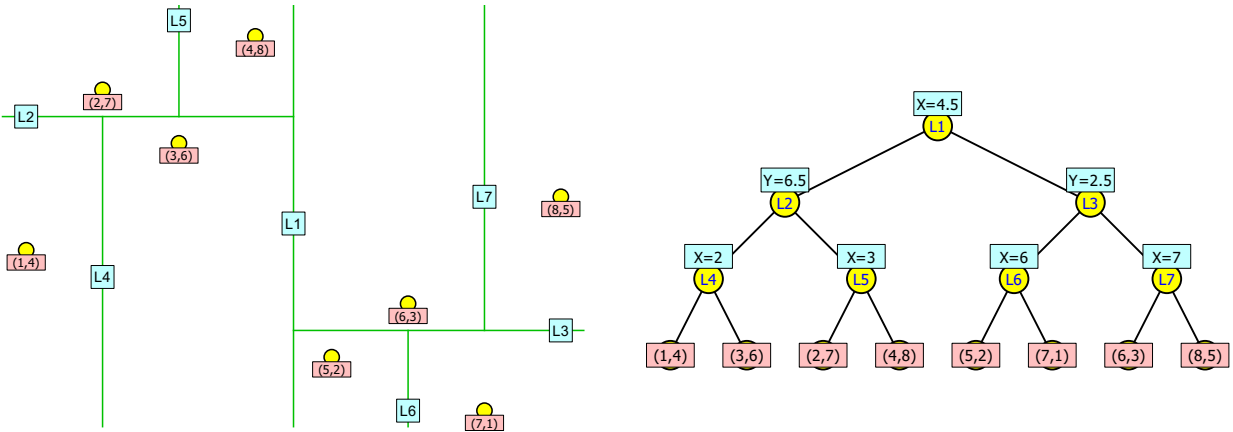 L5
(4,8)
(2,7)
L2
(3,6)
L7
(8,5)
L1
(1,4)
L4
(6,3)
L3
(5,2)
L6
(7,1)
X=4.5
L1
Y=6.5
Y=2.5
L2
L3
X=2
X=3
X=6
X=7
L4
L5
L6
L7
(1,4)
(3,6)
(2,7)
(4,8)
(5,2)
(7,1)
(6,3)
(8,5)